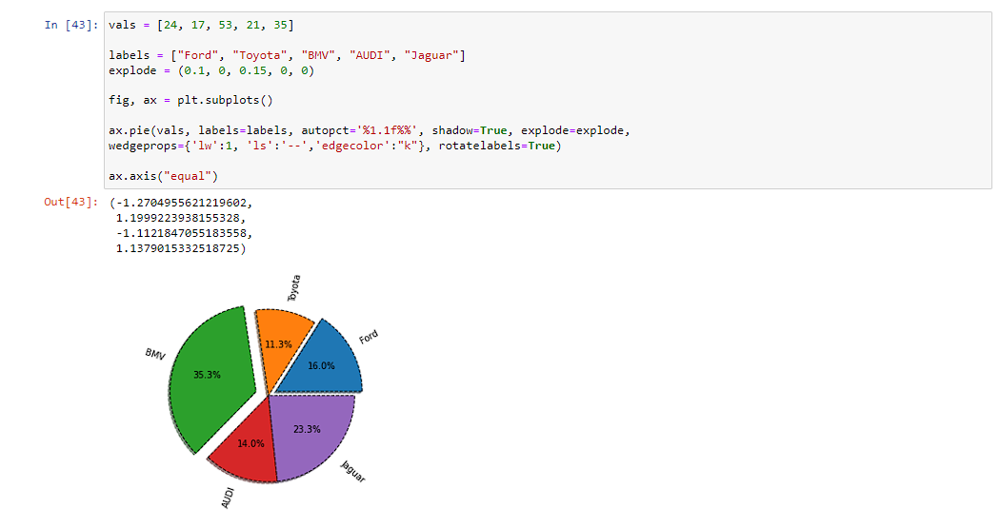 In [43]: vals = [24, 17, 53, 21, 35]
labels = ["Ford", "Toyota", "BMV", "AUDI", "Jaguar"]
explode = (0.1, 0, 0.15, 0, 0)
fig, ax = plt.subplots()
ax.pie(vals, labels=labels, autopct='%1.1f%%', shadow=True, explode=explode,
wedgeprops={'lw':1, 'ls':'--','edgecolor':"k"}, rotatelabels=True)
ax.axis("equal")
Out[43]: (-1.2704955621219602,
1.1999223938155328,
-1.1121847055183558,
1.1379015332518725)
Toyota
Ford
11.3%
BMV
16.0%
35.3%
23.3%
14.0%
Jaguar
AUDI